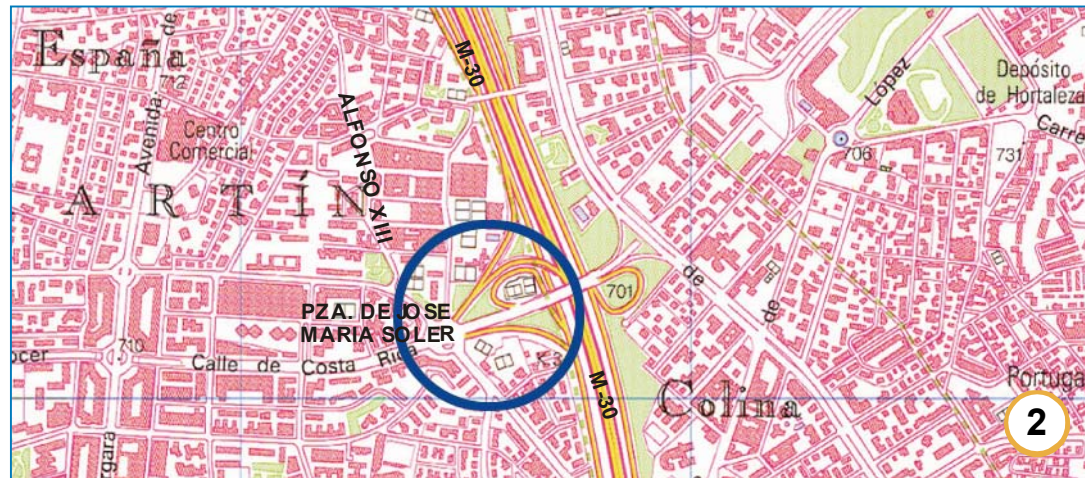 España
Avenida de
712
Centro
Comercial
A R T Í N
ALFONSO XIII
M-30
López
Depósito
de Hortaleza
706
731
PZA. DE JOSE
MARIA SOLER
701
de
de
710
Calle de Costa Rica
K-3
M-30
Colina
Portuga
2